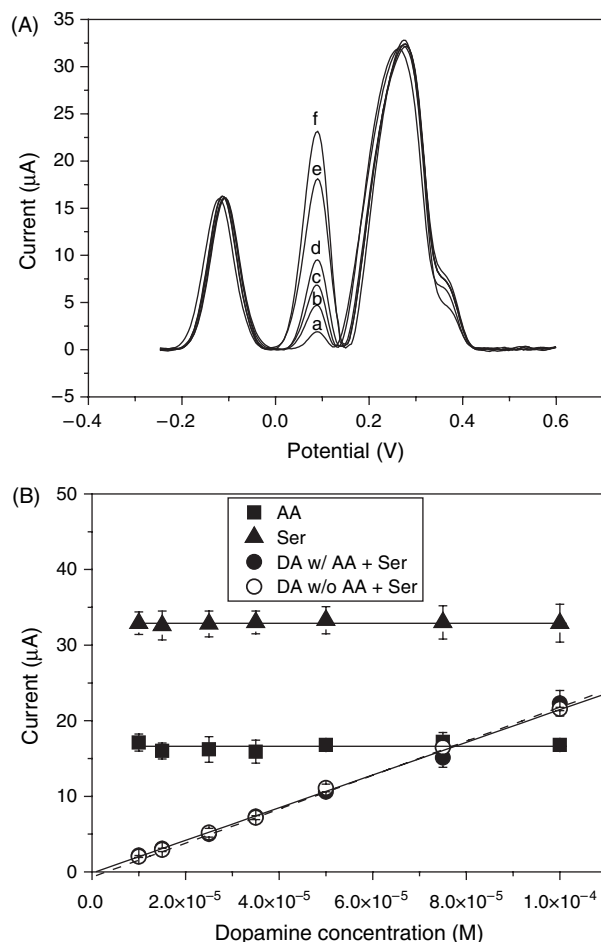 (A)
35
30
25
20
15
10
5
0
−5
Current (μA)
f
e
d
c
b
a
−0.4
−0.2
0.0
0.2
0.4
0.6
Potential (V)
(B)
50
40
30
20
10
0
Current (μA)
AA
Ser
DA w/ AA + Ser
DA w/o AA + Ser
0.0
2.0×10⁻⁵
4.0×10⁻⁵
6.0×10⁻⁵
8.0×10⁻⁵
1.0×10⁻⁴
Dopamine concentration (M)